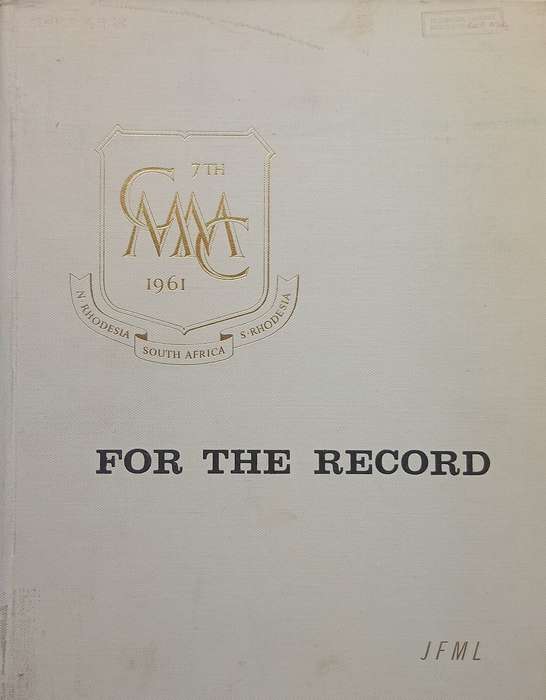 7TH
CMMC
1961
N·RHODESIA
SOUTH AFRICA
S·RHODESIA
FOR THE RECORD
JFML